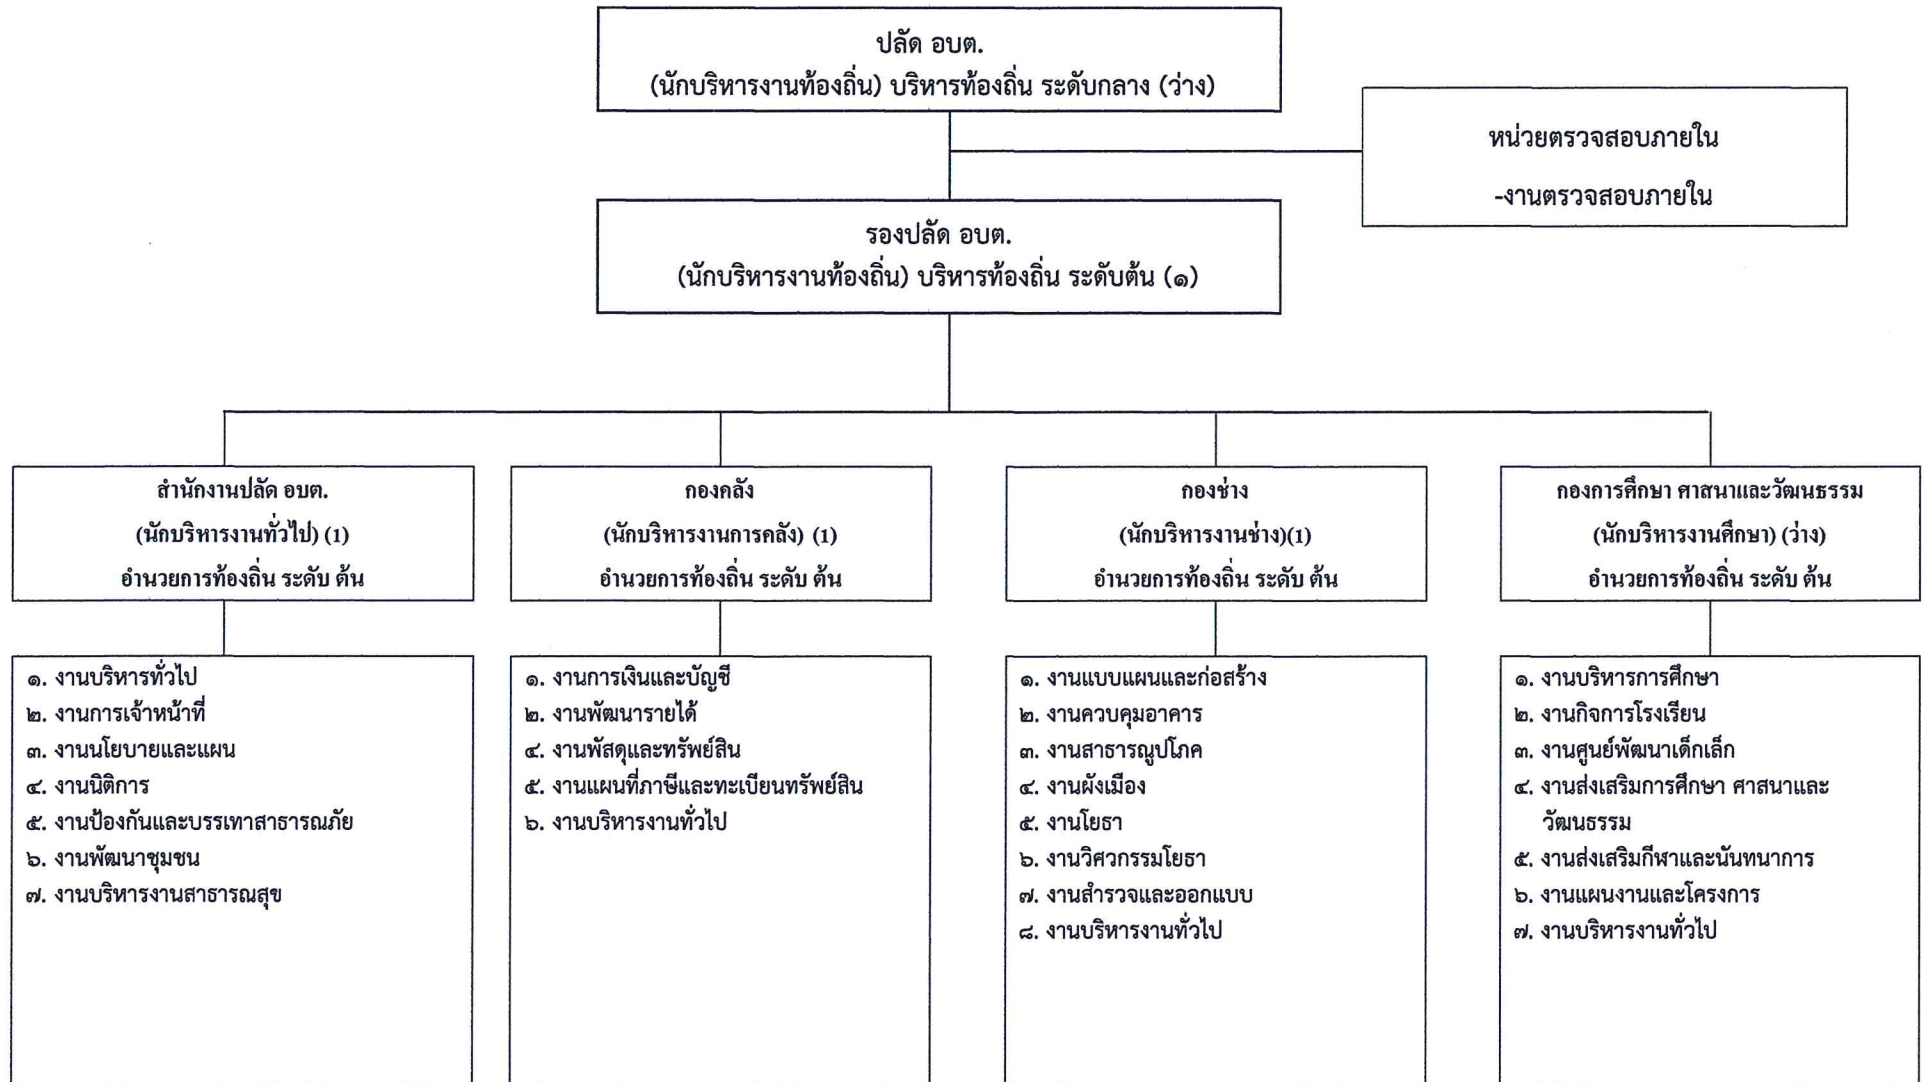 ปลัด อบต.
(นักบริหารงานท้องถิ่น) บริหารท้องถิ่น ระดับกลาง (ว่าง)
หน่วยตรวจสอบภายใน
-งานตรวจสอบภายใน
รองปลัด อบต.
(นักบริหารงานท้องถิ่น) บริหารท้องถิ่น ระดับต้น (๑)
สำนักงานปลัด อบต.
(นักบริหารงานทั่วไป) (1)
อำนวยการท้องถิ่น ระดับ ต้น
กองคลัง
(นักบริหารงานการคลัง) (1)
อำนวยการท้องถิ่น ระดับ ต้น
กองช่าง
(นักบริหารงานช่าง)(1)
อำนวยการท้องถิ่น ระดับ ต้น
กองการศึกษา ศาสนาและวัฒนธรรม
(นักบริหารงานศึกษา) (ว่าง)
อำนวยการท้องถิ่น ระดับ ต้น
๑. งานบริหารทั่วไป
๒. งานการเจ้าหน้าที่
๓. งานนโยบายและแผน
๔. งานนิติการ
๕. งานป้องกันและบรรเทาสาธารณภัย
๖. งานพัฒนาชุมชน
๗. งานบริหารงานสาธารณสุข
๑. งานการเงินและบัญชี
๒. งานพัฒนารายได้
๔. งานพัสดุและทรัพย์สิน
๕. งานแผนที่ภาษีและทะเบียนทรัพย์สิน
๖. งานบริหารงานทั่วไป
๑. งานแบบแผนและก่อสร้าง
๒. งานควบคุมอาคาร
๓. งานสาธารณูปโภค
๔. งานผังเมือง
๕. งานโยธา
๖. งานวิศวกรรมโยธา
๗. งานสำรวจและออกแบบ
๘. งานบริหารงานทั่วไป
๑. งานบริหารการศึกษา
๒. งานกิจการโรงเรียน
๓. งานศูนย์พัฒนาเด็กเล็ก
๔. งานส่งเสริมการศึกษา ศาสนาและ
วัฒนธรรม
๕. งานส่งเสริมกีฬาและนันทนาการ
๖. งานแผนงานและโครงการ
๗. งานบริหารงานทั่วไป